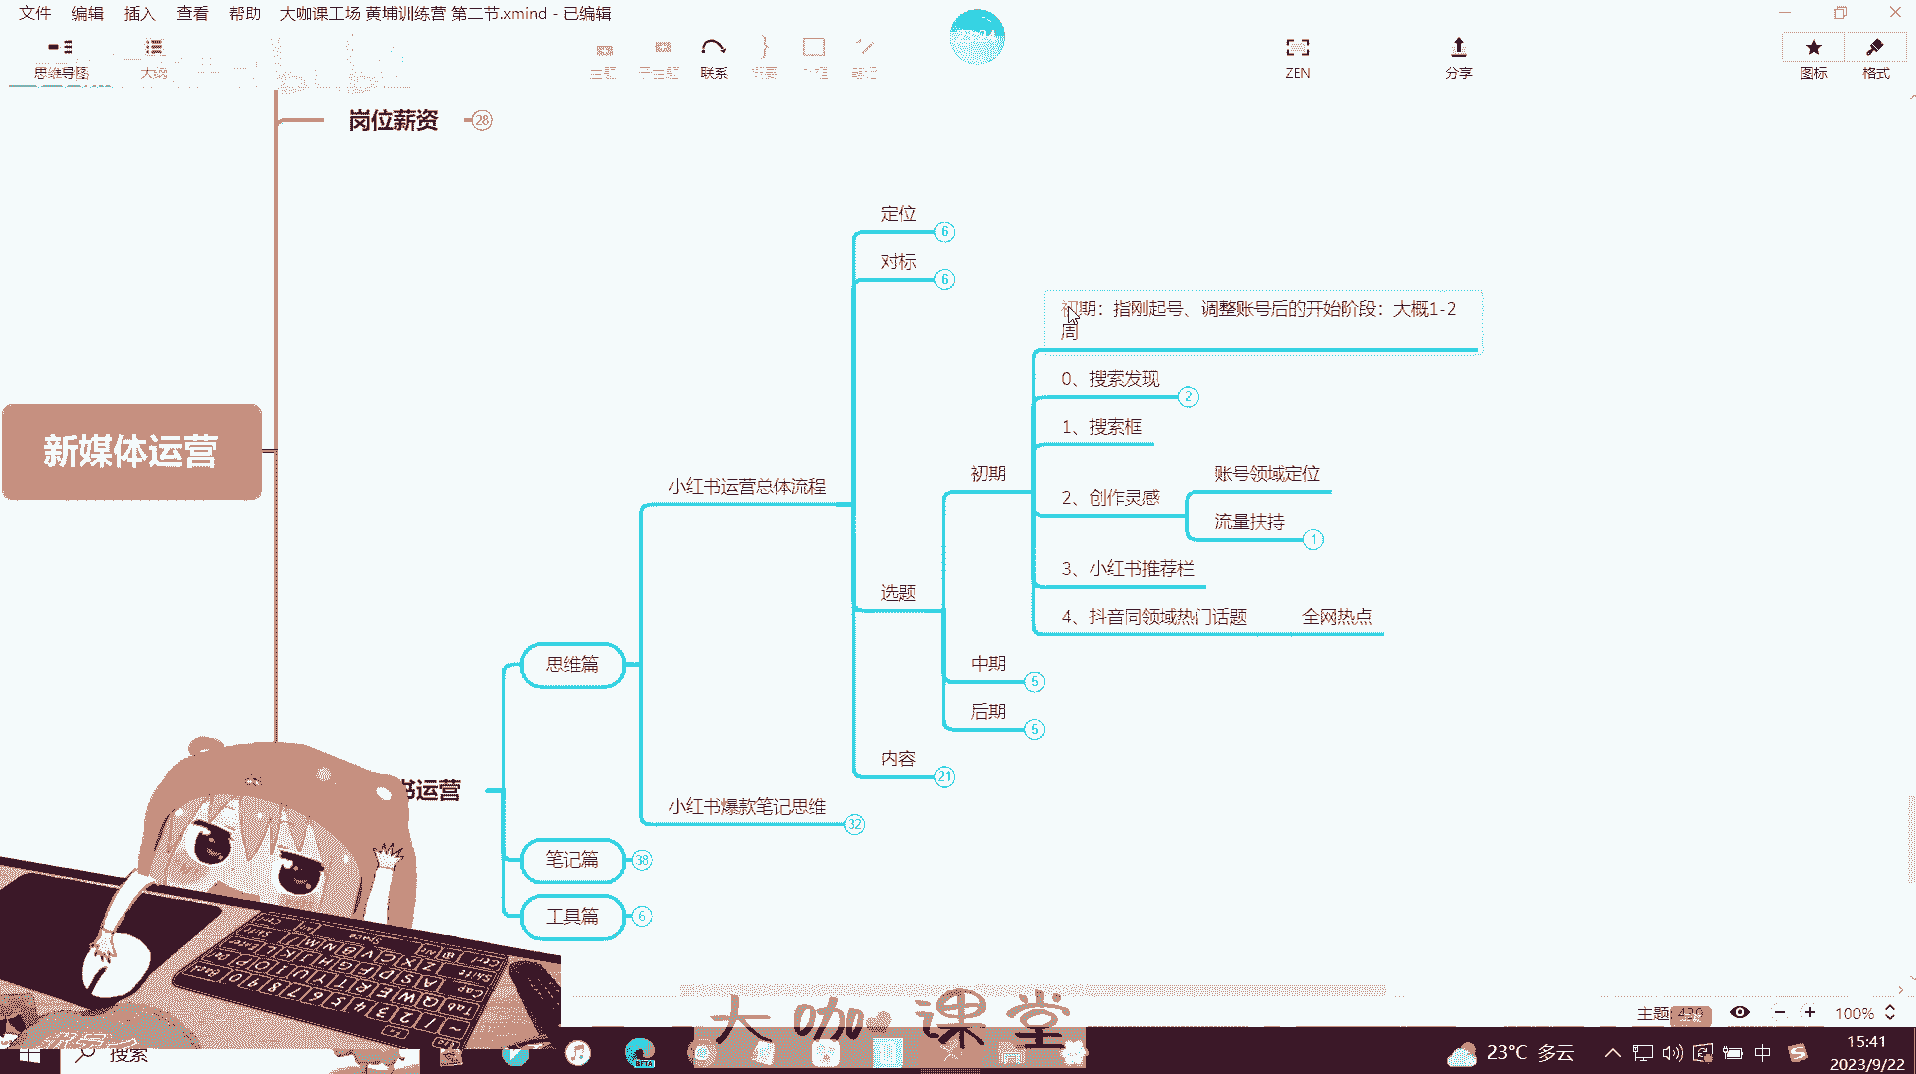 文件 编辑 插入 查看 帮助 大咖课工场 黄埔训练营 第二节.xmind - 已编辑
思维导图 大纲 联系 ZEN 分享 图标 格式
岗位薪资 28
定位 6
对标 6
初期：指刚起号、调整账号后的开始阶段：大概1-2
周
0、搜索发现 2
1、搜索框
初期
账号领域定位
小红书运营总体流程
2、创作灵感
流量扶持 1
新媒体运营
3、小红书推荐栏
选题
4、抖音同领域热门话题 全网热点
思维篇
中期 5
后期 5
内容 21
书运营
小红书爆款笔记思维 32
笔记篇 38
工具篇 6
大咖课堂
主题: 100%
搜索
23°C 多云 中 15:41
2023/9/22